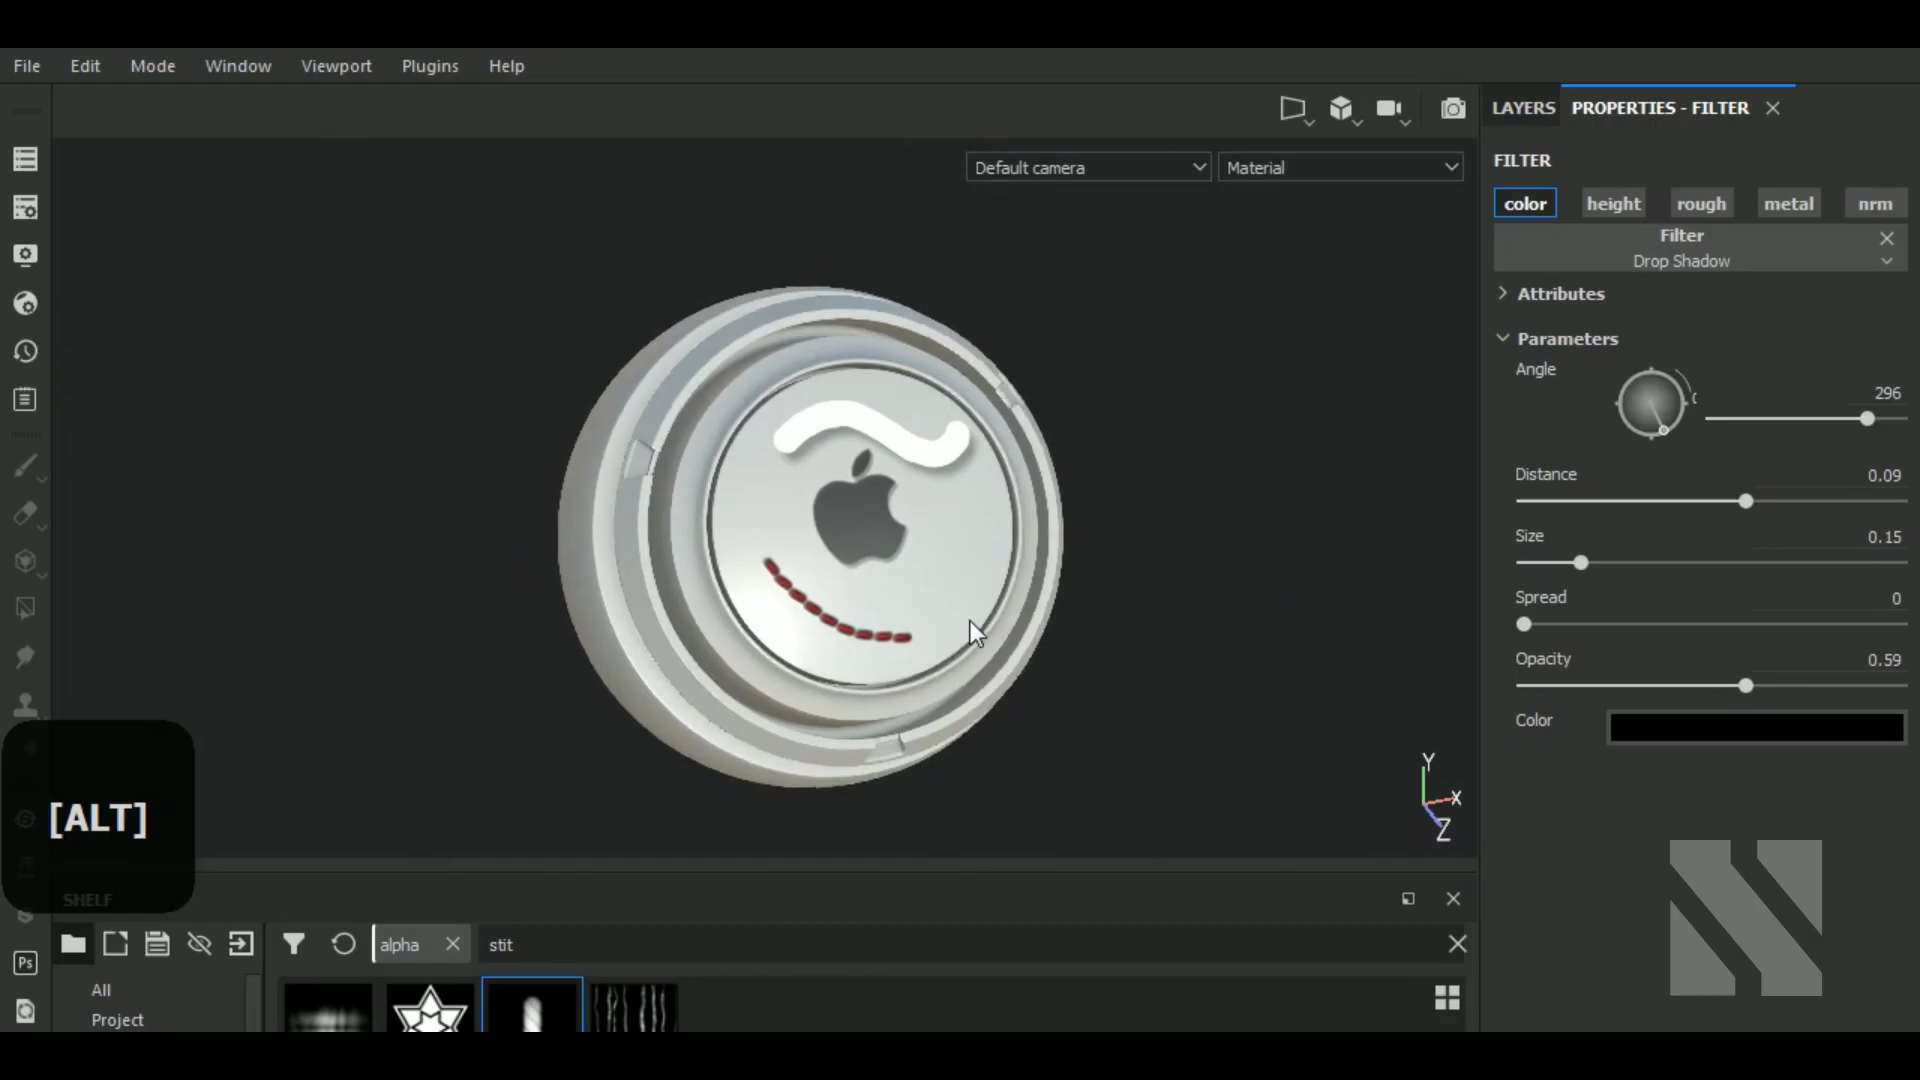 File Edit Mode Window Viewport Plugins Help
LAYERS PROPERTIES - FILTER
Default camera Material
FILTER
color height rough metal nrm
Filter
Drop Shadow
Attributes
Parameters
Angle
296
Distance 0.09
Size 0.15
Spread 0
Opacity 0.59
Color
Y
X
Z
[ALT]
SHELF
alpha stit
Ps
All
Project